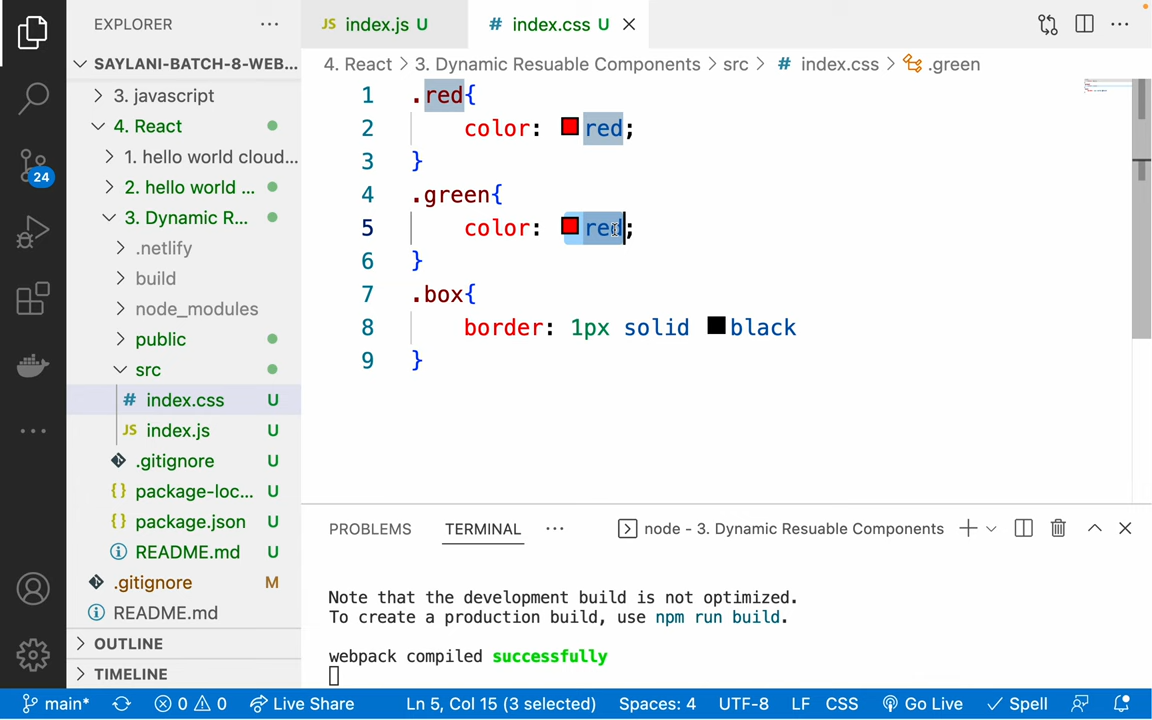 EXPLORER
SAYLANI-BATCH-8-WEB...
3. javascript
4. React
1. hello world cloud...
2. hello world ...
3. Dynamic R...
.netlify
build
node_modules
public
src
# index.css U
JS index.js U
.gitignore U
{} package-loc... U
{} package.json U
README.md U
.gitignore M
README.md
OUTLINE
TIMELINE
24
JS index.js U
# index.css U
4. React > 3. Dynamic Resuable Components > src > # index.css > .green
1 .red{
2 color: red;
3 }
4 .green{
5 color: red;
6 }
7 .box{
8 border: 1px solid black
9 }
PROBLEMS TERMINAL ... node - 3. Dynamic Resuable Components
Note that the development build is not optimized.
To create a production build, use npm run build.
webpack compiled successfully
main* 0 0 Live Share Ln 5, Col 15 (3 selected) Spaces: 4 UTF-8 LF CSS Go Live Spell